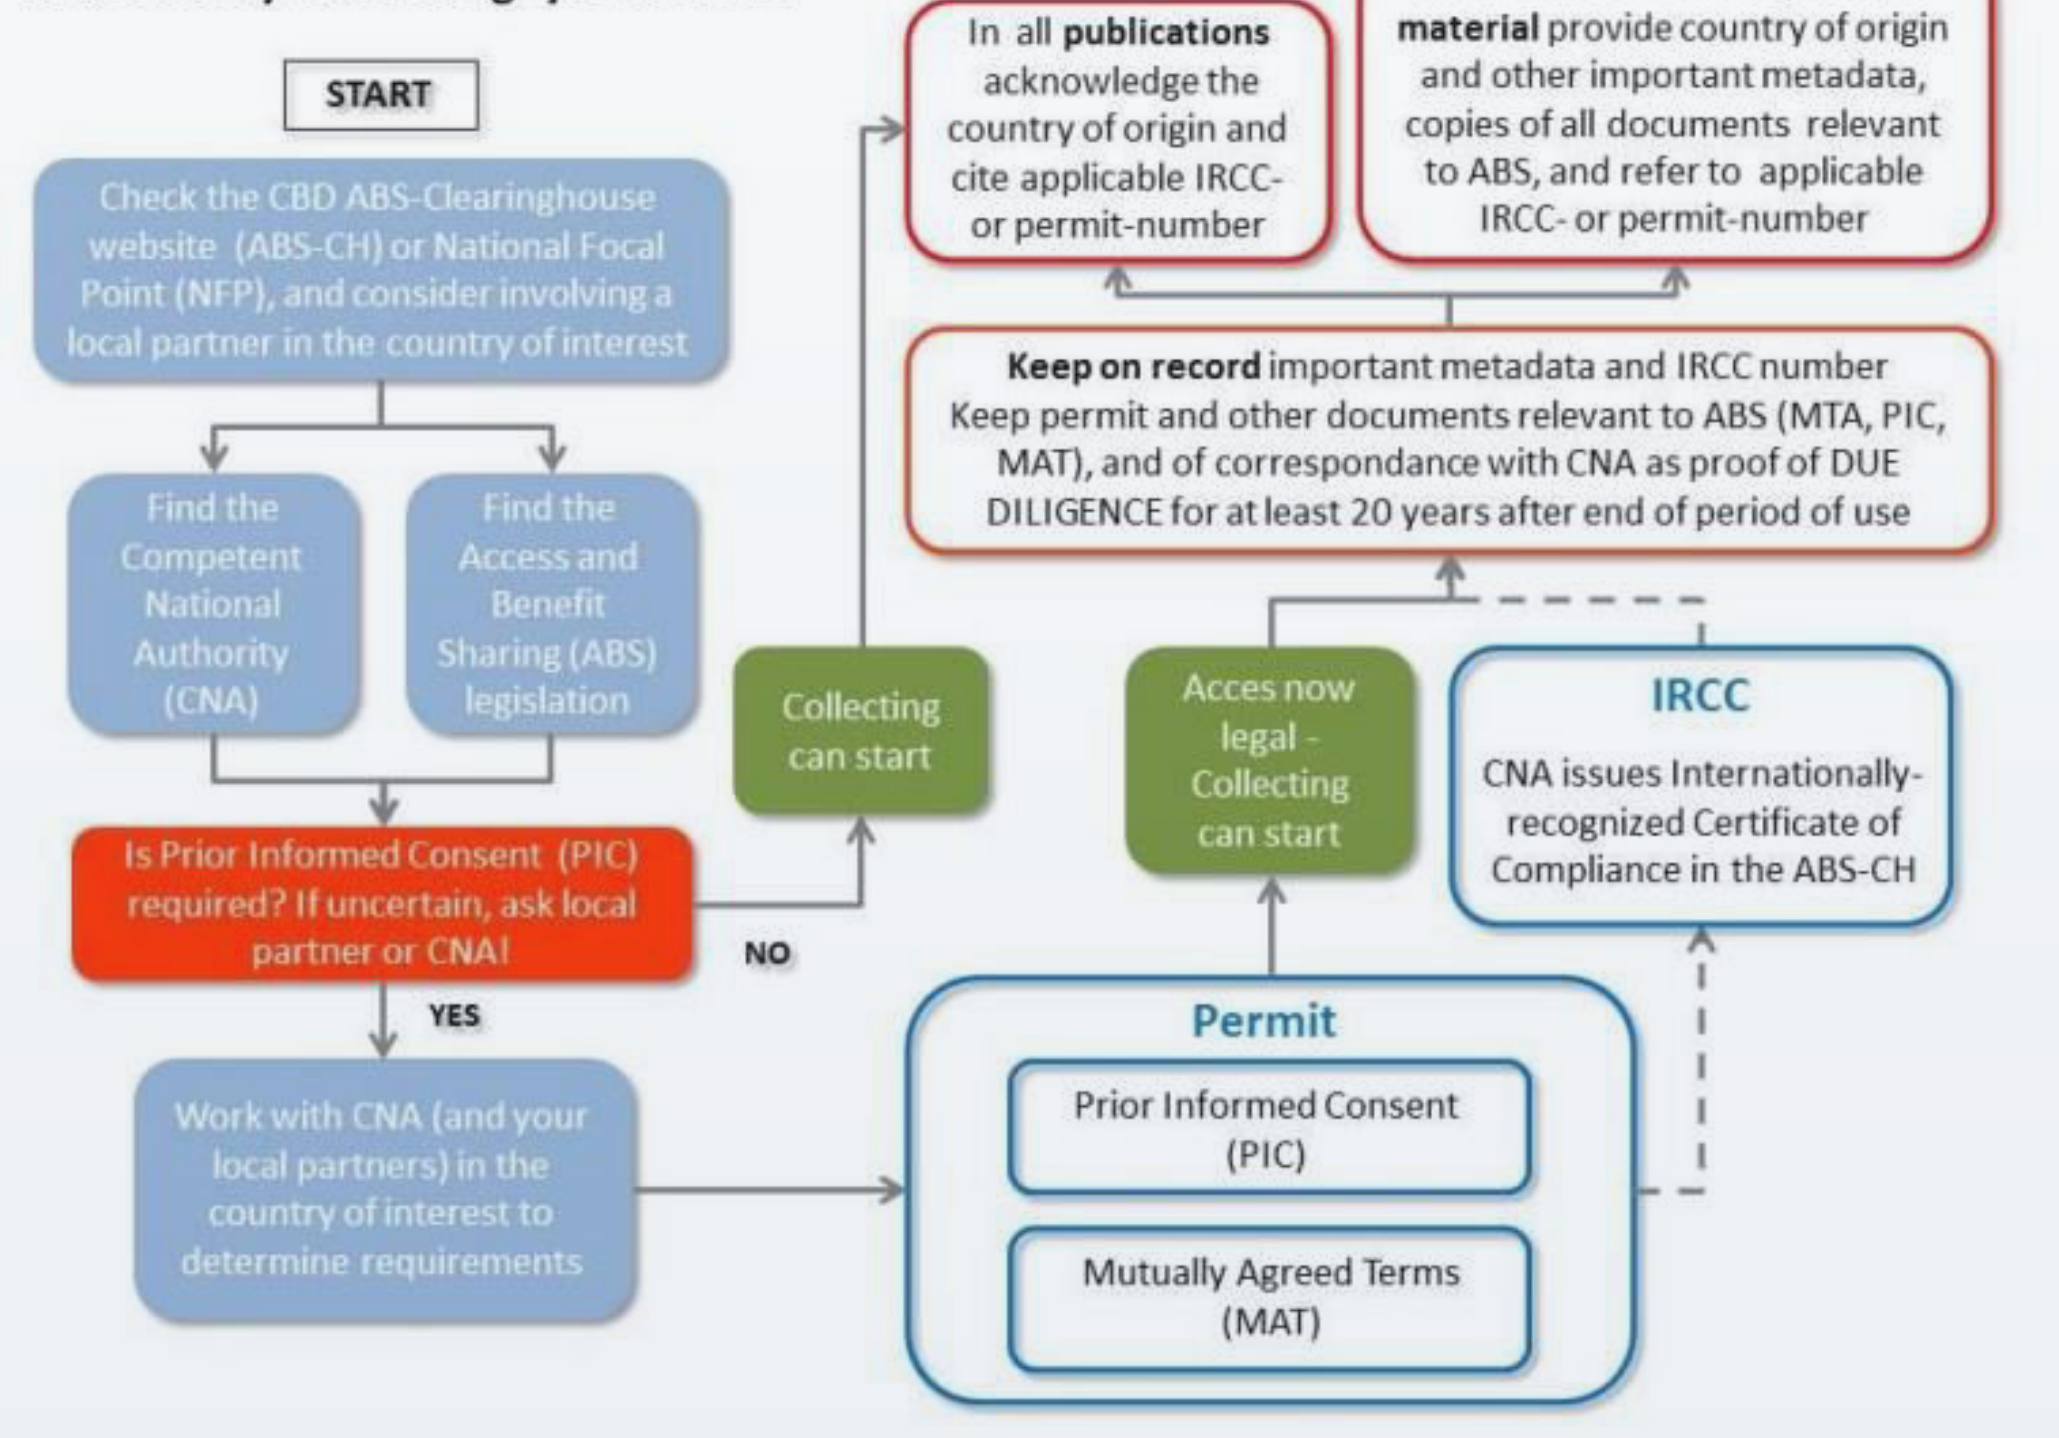 START
Check the CBD ABS-Clearinghouse
website (ABS-CH) or National Focal
Point (NFP), and consider involving a
local partner in the country of interest
Find the
Competent
National
Authority
(CNA)
Find the
Access and
Benefit
Sharing (ABS)
legislation
Is Prior Informed Consent (PIC)
required? If uncertain, ask local
partner or CNA!
NO
YES
Work with CNA (and your
local partners) in the
country of interest to
determine requirements
Collecting
can start
In all publications
acknowledge the
country of origin and
cite applicable IRCC-
or permit-number
material provide country of origin
and other important metadata,
copies of all documents relevant
to ABS, and refer to applicable
IRCC- or permit-number
Keep on record important metadata and IRCC number
Keep permit and other documents relevant to ABS (MTA, PIC,
MAT), and of correspondance with CNA as proof of DUE
DILIGENCE for at least 20 years after end of period of use
Acces now
legal -
Collecting
can start
IRCC
CNA issues Internationally-
recognized Certificate of
Compliance in the ABS-CH
Permit
Prior Informed Consent
(PIC)
Mutually Agreed Terms
(MAT)